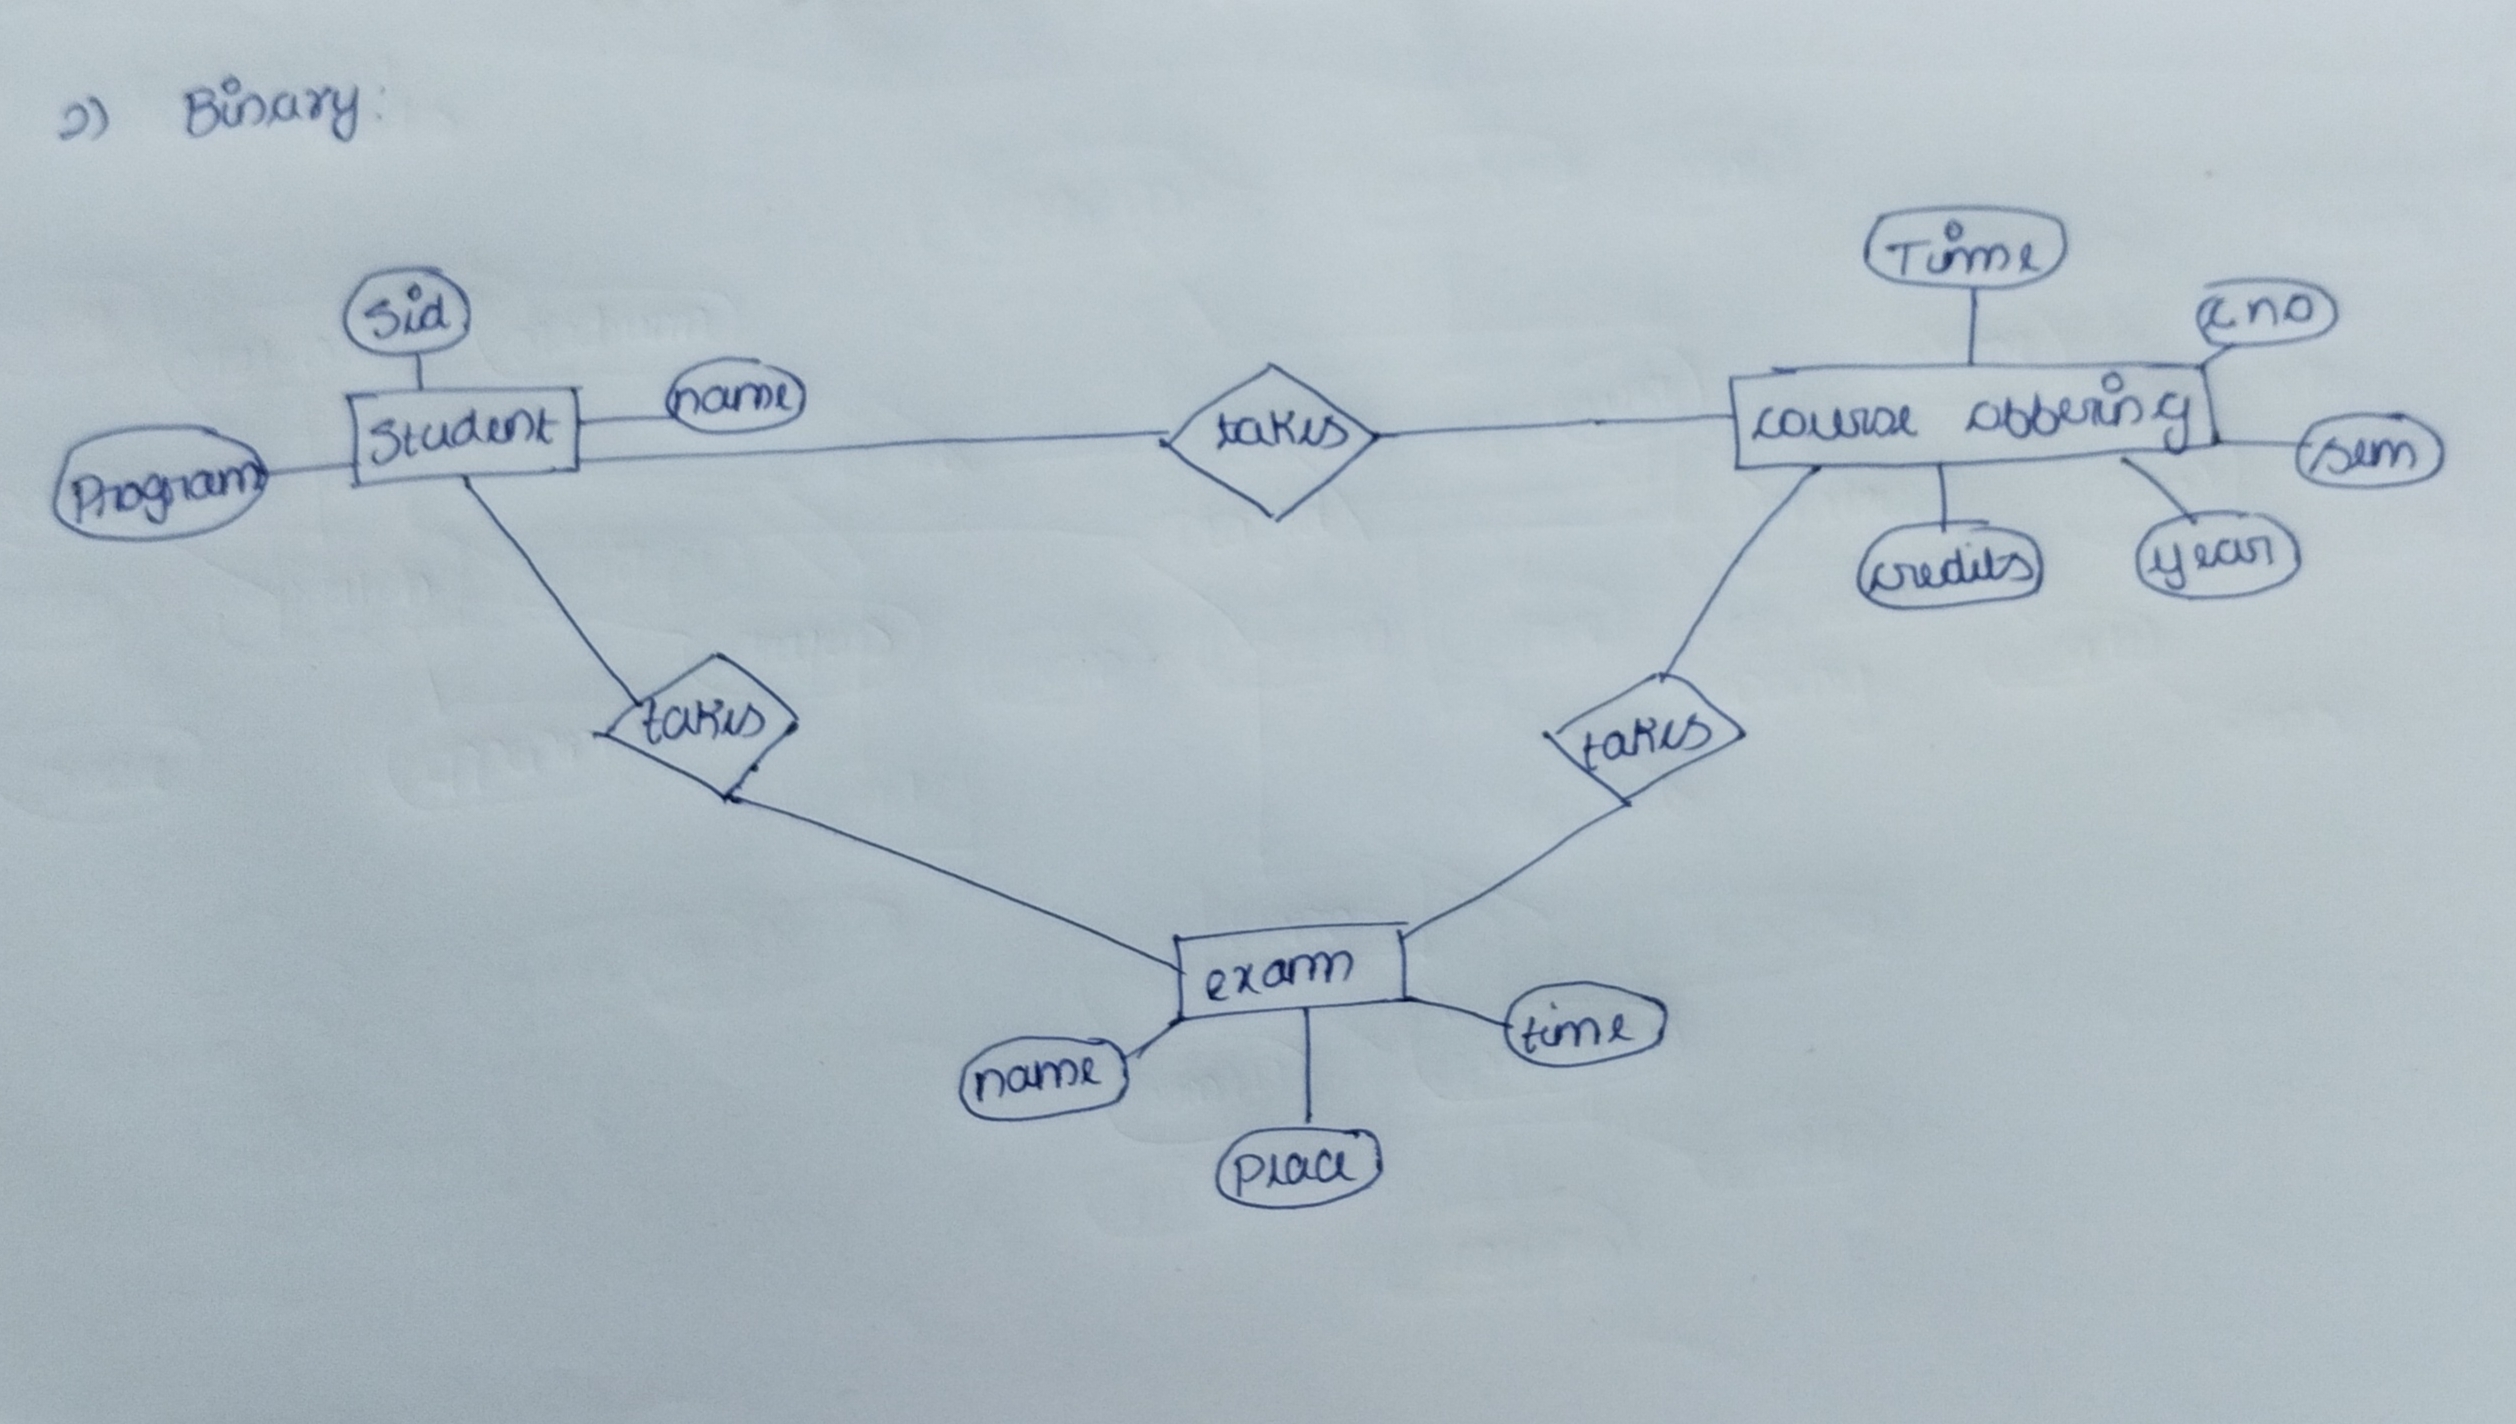 2) Binary:
Time
Sid
cno
name
Student
takes
course offering
Program
sem
credits
year
takes
takes
exam
time
name
Place